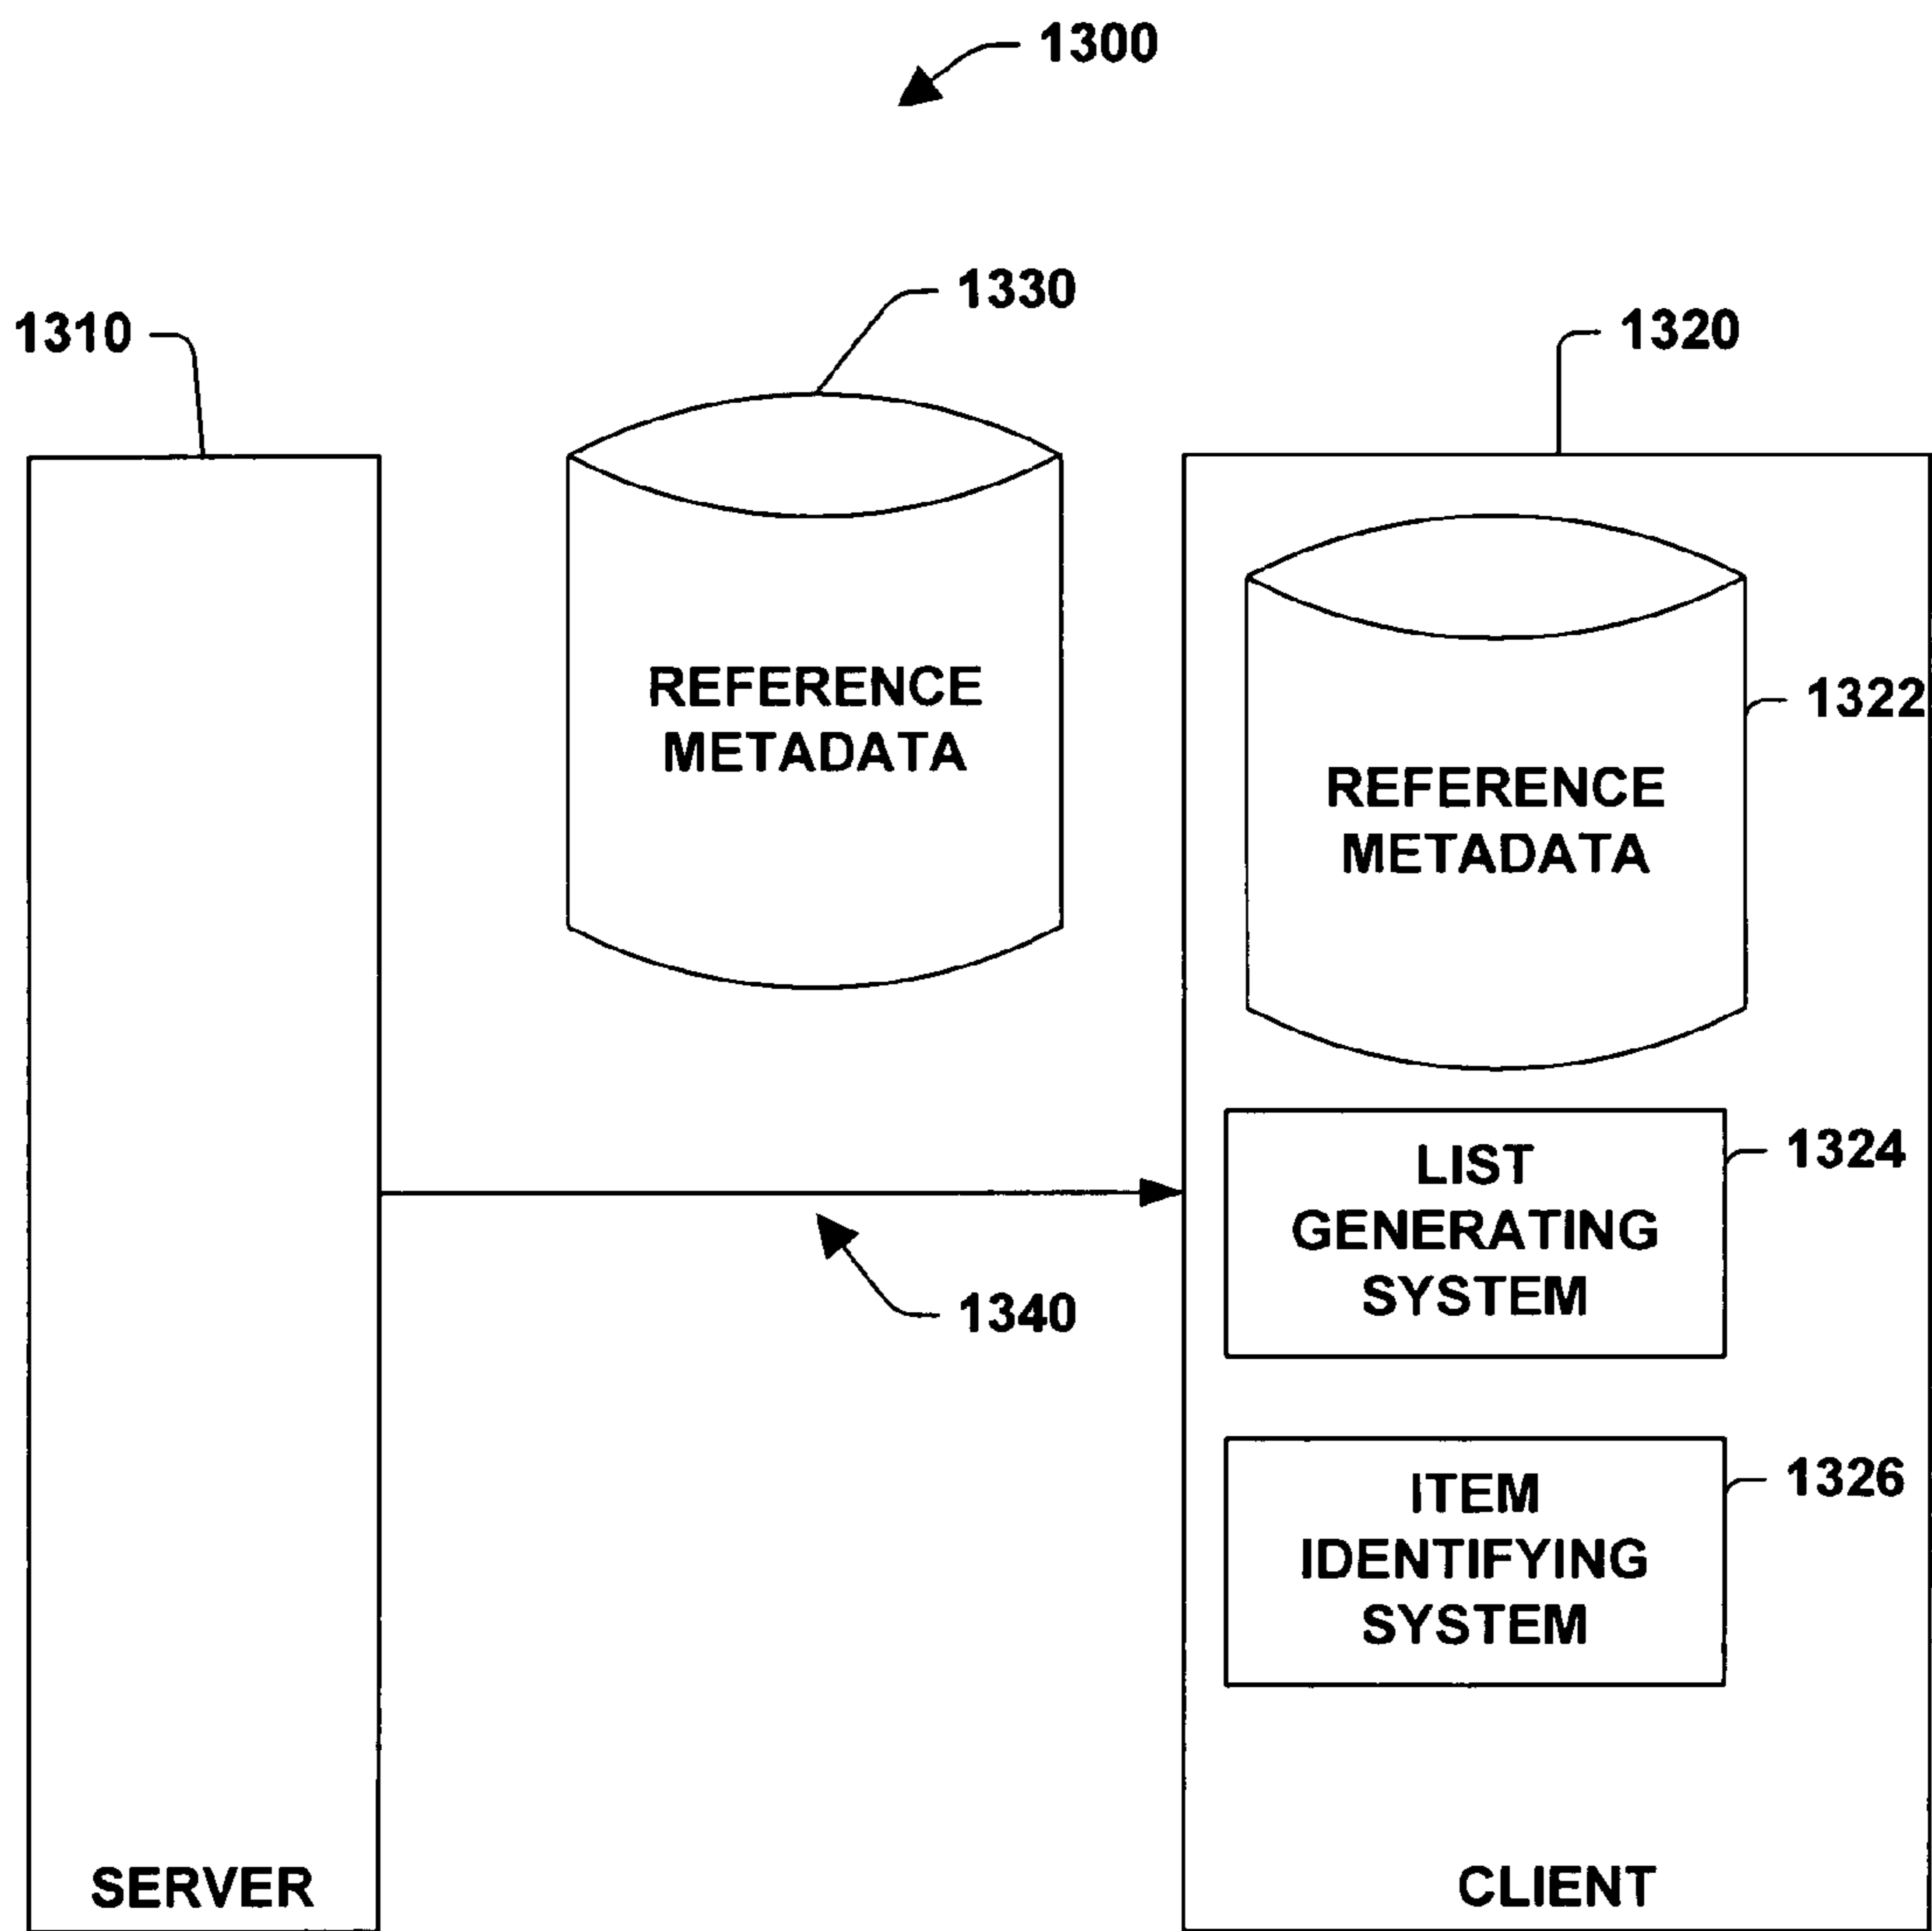 1300
1330
1310
1320
REFERENCE
METADATA
1322
REFERENCE
METADATA
LIST
GENERATING
SYSTEM
1324
1340
ITEM
IDENTIFYING
SYSTEM
1326
SERVER
CLIENT